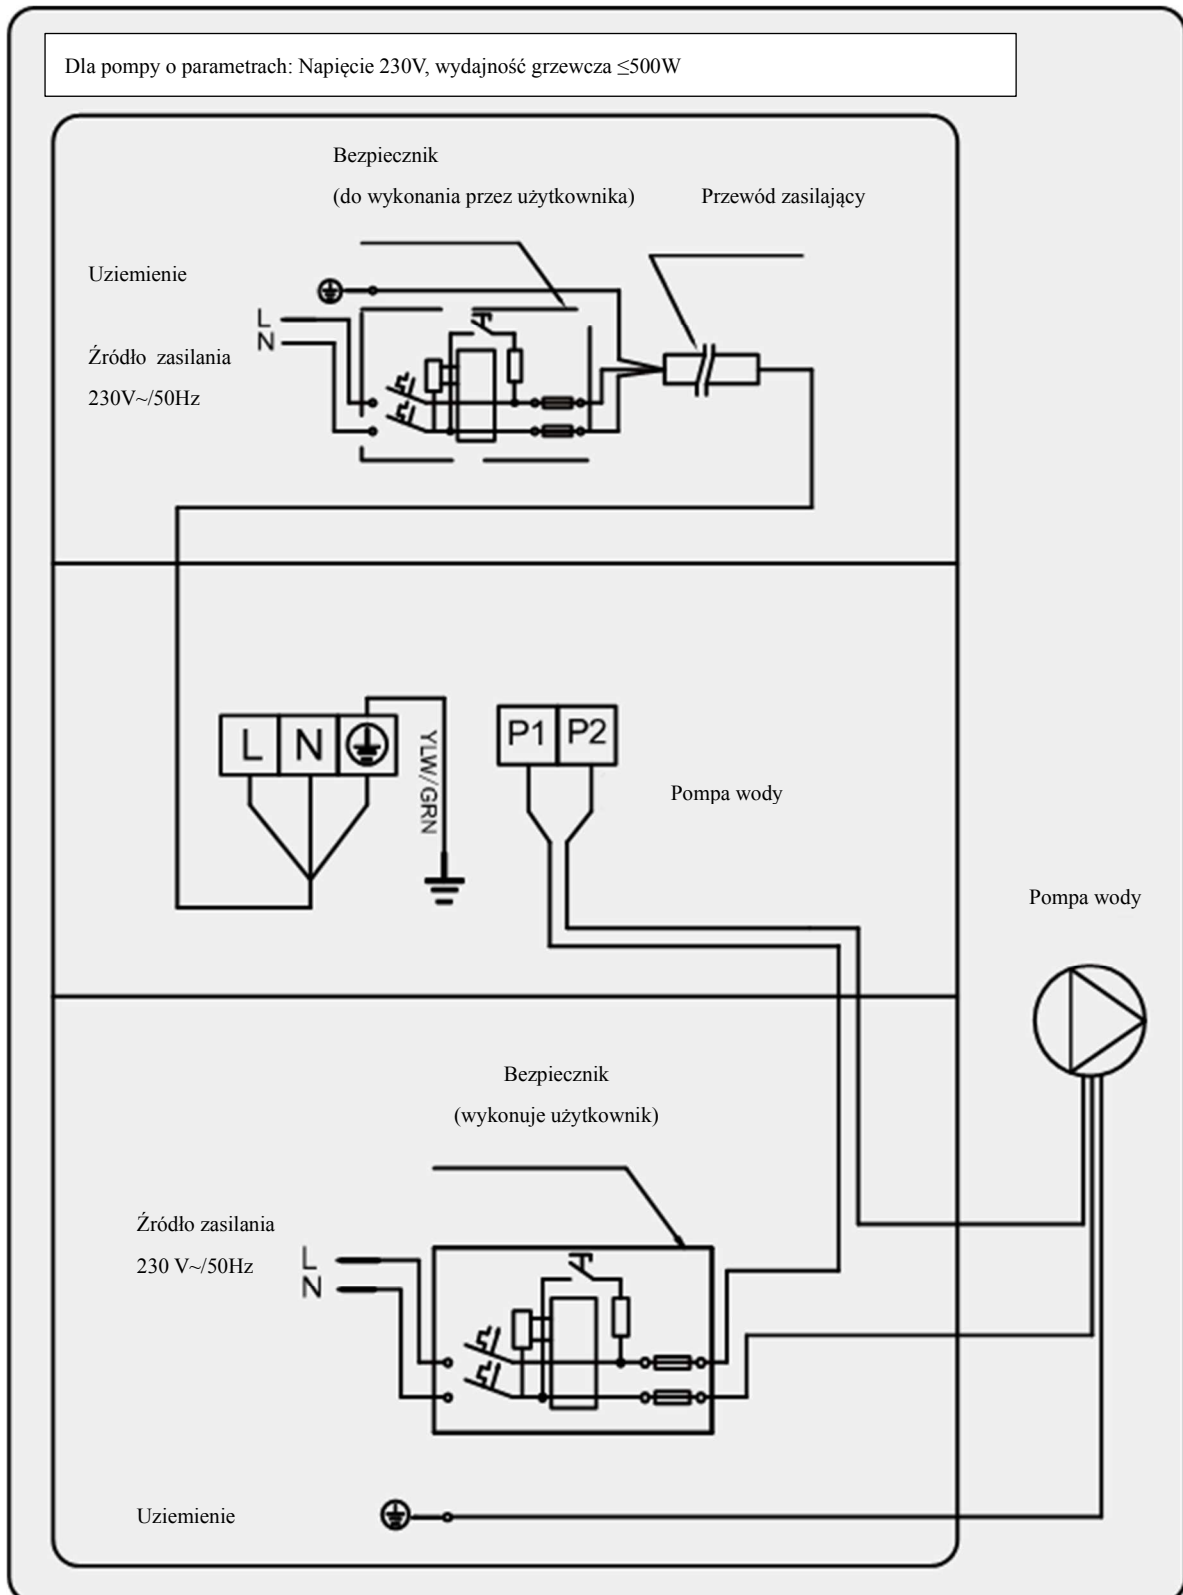 Dla pompy o parametrach: Napięcie 230V, wydajność grzewcza ≤500W
Bezpiecznik
(do wykonania przez użytkownika)
Przewód zasilający
Uziemienie
L
N
Źródło zasilania
230V~/50Hz
L N
YLW/GRN
P1 P2
Pompa wody
Pompa wody
Bezpiecznik
(wykonuje użytkownik)
Źródło zasilania
230 V~/50Hz
L
N
Uziemienie